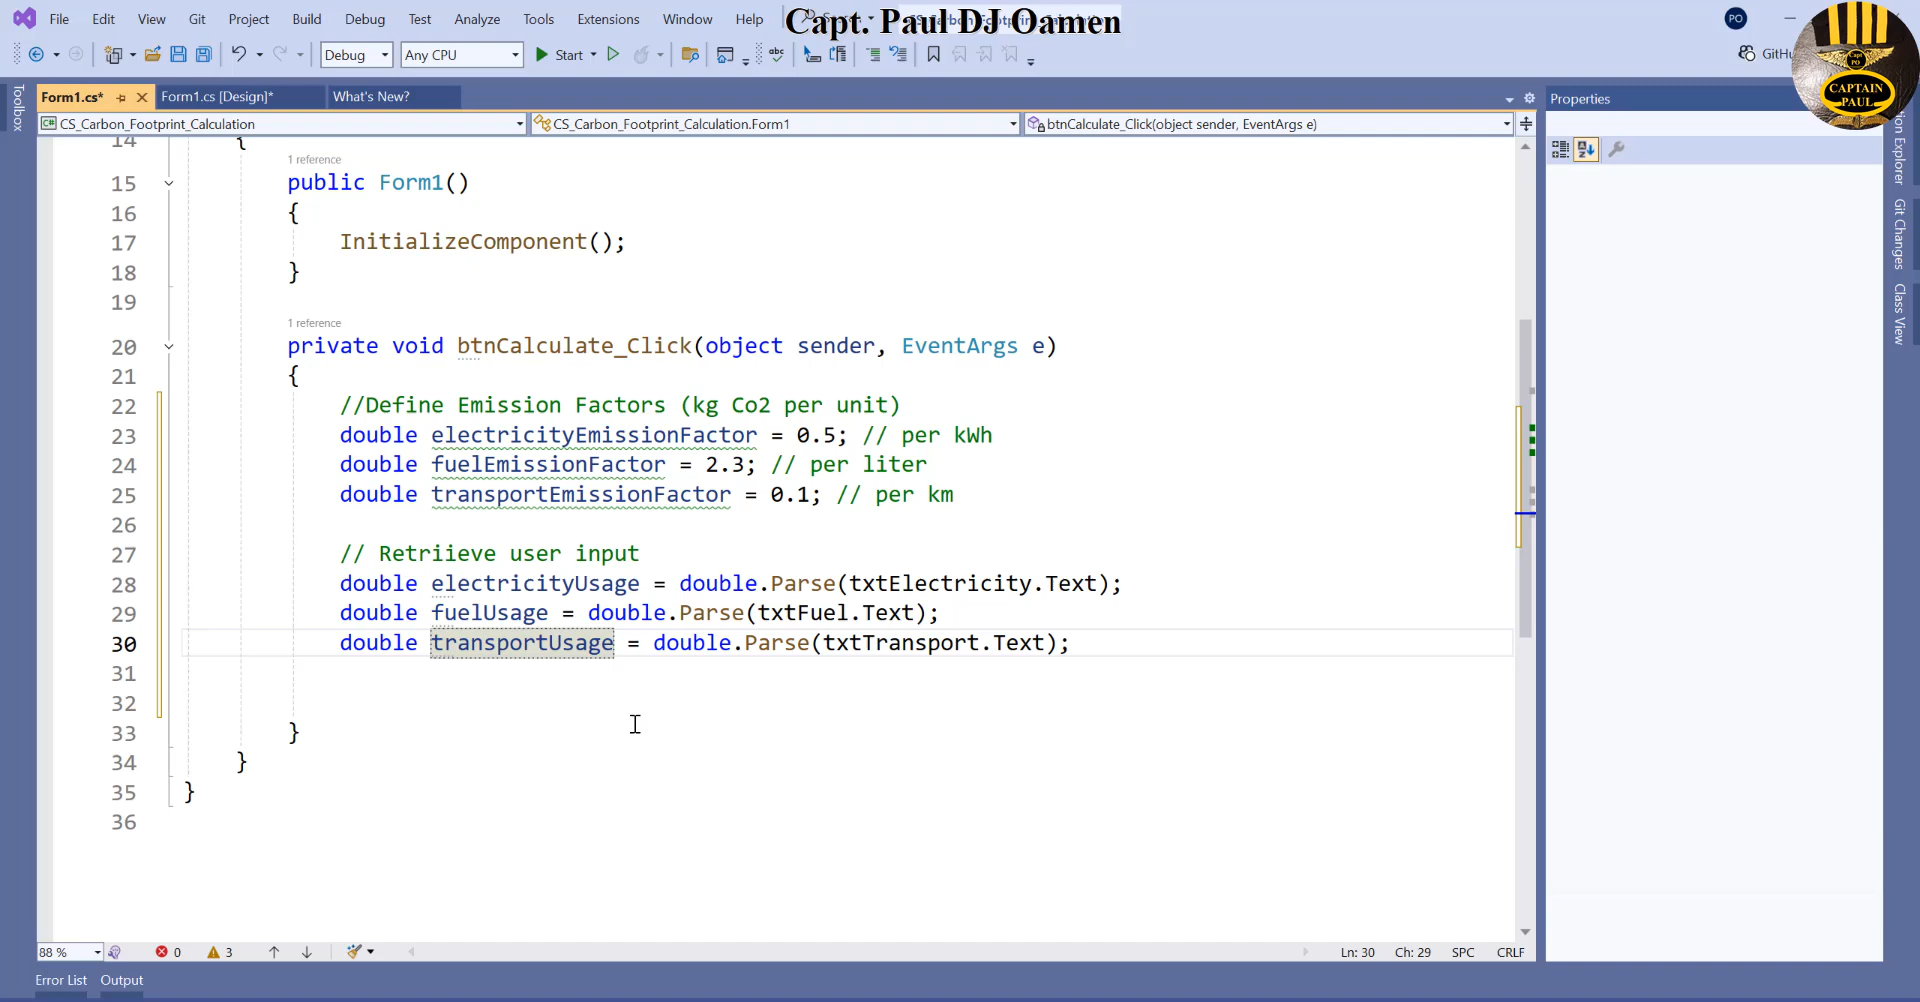 File Edit View Git Project Build Debug Test Analyze Tools Extensions Window Help
Capt. Paul DJ Oamen
PO
Debug Any CPU Start abc
CAPTAIN
PAUL
Toolbox
Form1.cs* Form1.cs [Design]* What's New?
Properties
CS_Carbon_Footprint_Calculation CS_Carbon_Footprint_Calculation.Form1 btnCalculate_Click(object sender, EventArgs e)
14 {
1 reference
15 public Form1()
16 {
17 InitializeComponent();
18 }
19
1 reference
20 private void btnCalculate_Click(object sender, EventArgs e)
21 {
22 //Define Emission Factors (kg Co2 per unit)
23 double electricityEmissionFactor = 0.5; // per kWh
24 double fuelEmissionFactor = 2.3; // per liter
25 double transportEmissionFactor = 0.1; // per km
26
27 // Retriieve user input
28 double electricityUsage = double.Parse(txtElectricity.Text);
29 double fuelUsage = double.Parse(txtFuel.Text);
30 double transportUsage = double.Parse(txtTransport.Text);
31
32
33 }
34 }
35 }
36
Explorer
Git Changes
Class View
88 % 0 3 Ln: 30 Ch: 29 SPC CRLF
Error List Output